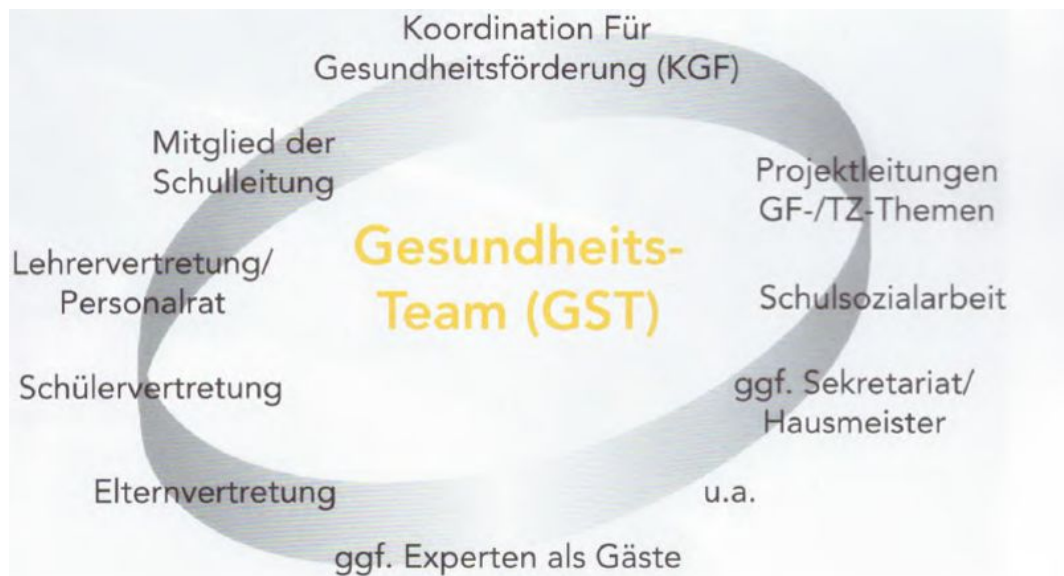 Koordination Für
Gesundheitsförderung (KGF)
Projektleitungen
GF-/TZ-Themen
Schulsozialarbeit
ggf. Sekretariat/
Hausmeister
u.a.
ggf. Experten als Gäste
Elternvertretung
Schülervertretung
Lehrervertretung/
Personalrat
Mitglied der
Schulleitung
Gesundheits-
Team (GST)